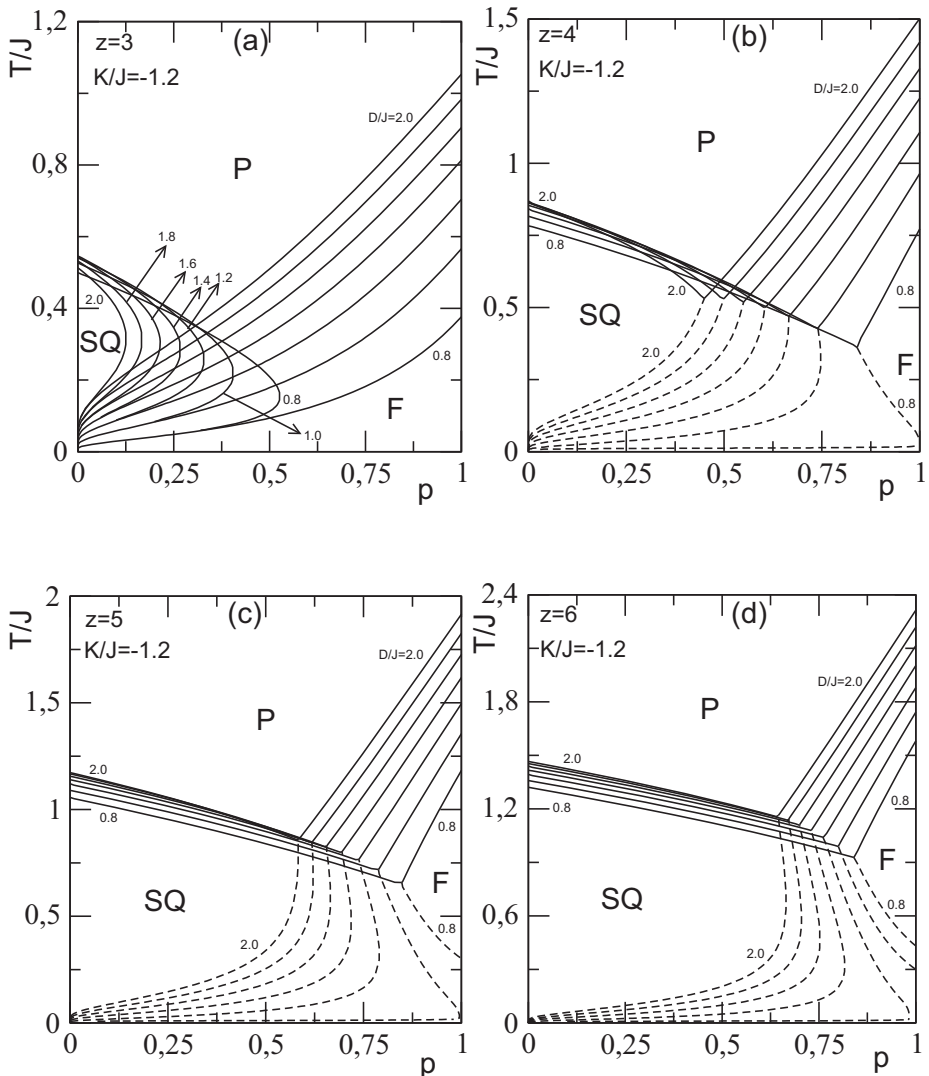 1,2
T/J
z=3
(a)
K/J=-1.2
D/J=2.0
P
0,8
1.8
1.6
1.4
1.2
2.0
0,4
SQ
0.8
0.8
F
1.0
0
0
0,25
0,5
0,75
1
p
1,5
T/J
z=4
(b)
K/J=-1.2
D/J=2.0
P
1
2.0
0.8
0,5
SQ
2.0
2.0
0.8
F
0.8
0
0
0,25
0,5
0,75
1
p
2
T/J
z=5
(c)
K/J=-1.2
D/J=2.0
P
1,5
2.0
1
0.8
0.8
F
SQ
0,5
2.0
0.8
0
0
0,25
0,5
0,75
1
p
2,4
T/J
z=6
(d)
K/J=-1.2
D/J=2.0
P
1,8
2.0
1,2
0.8
0.8
F
SQ
0.8
0,6
2.0
0
0
0,25
0,5
0,75
1
p